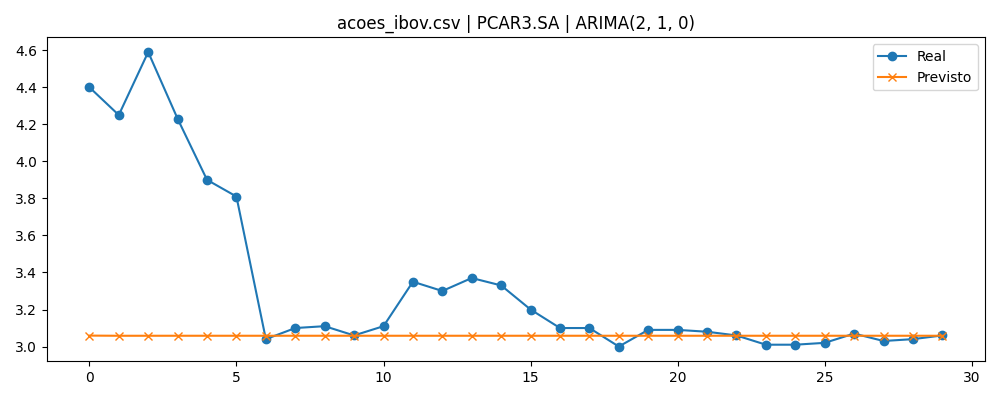 acoes_ibov.csv | PCAR3.SA | ARIMA(2, 1, 0)
Real
Previsto
4.6
4.4
4.2
4.0
3.8
3.6
3.4
3.2
3.0
0 5 10 15 20 25 30